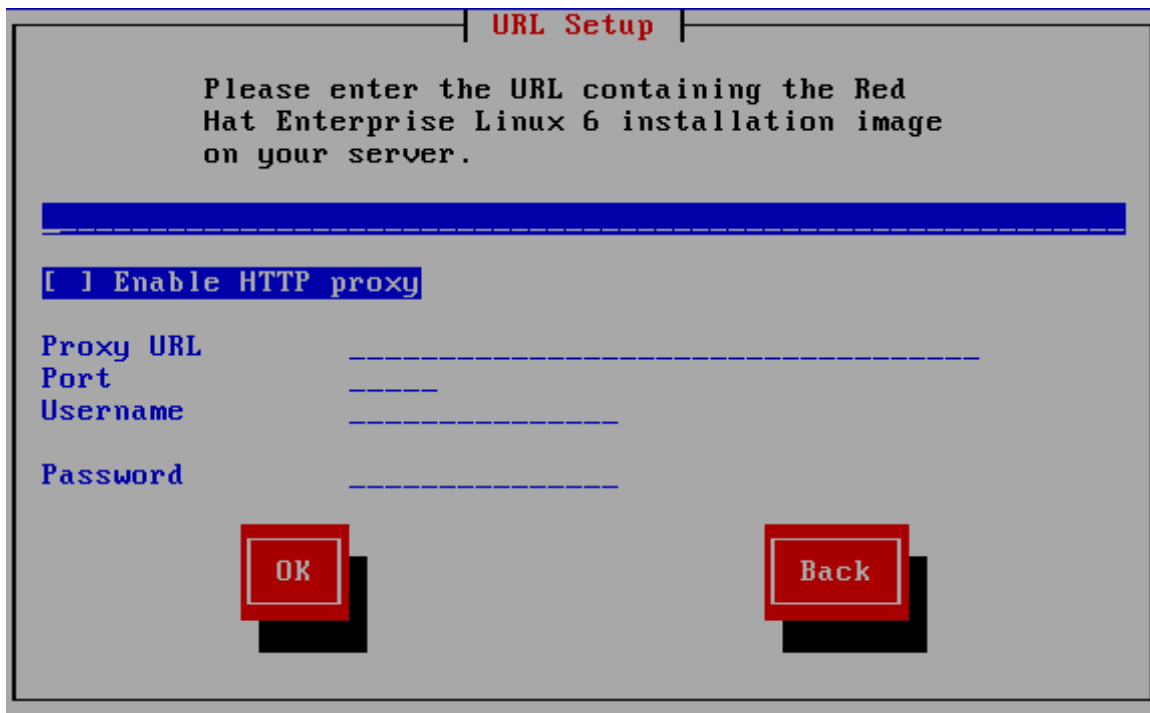 URL Setup
Please enter the URL containing the Red
Hat Enterprise Linux 6 installation image
on your server.
[ ] Enable HTTP proxy
Proxy URL
Port
Username
Password
OK Back